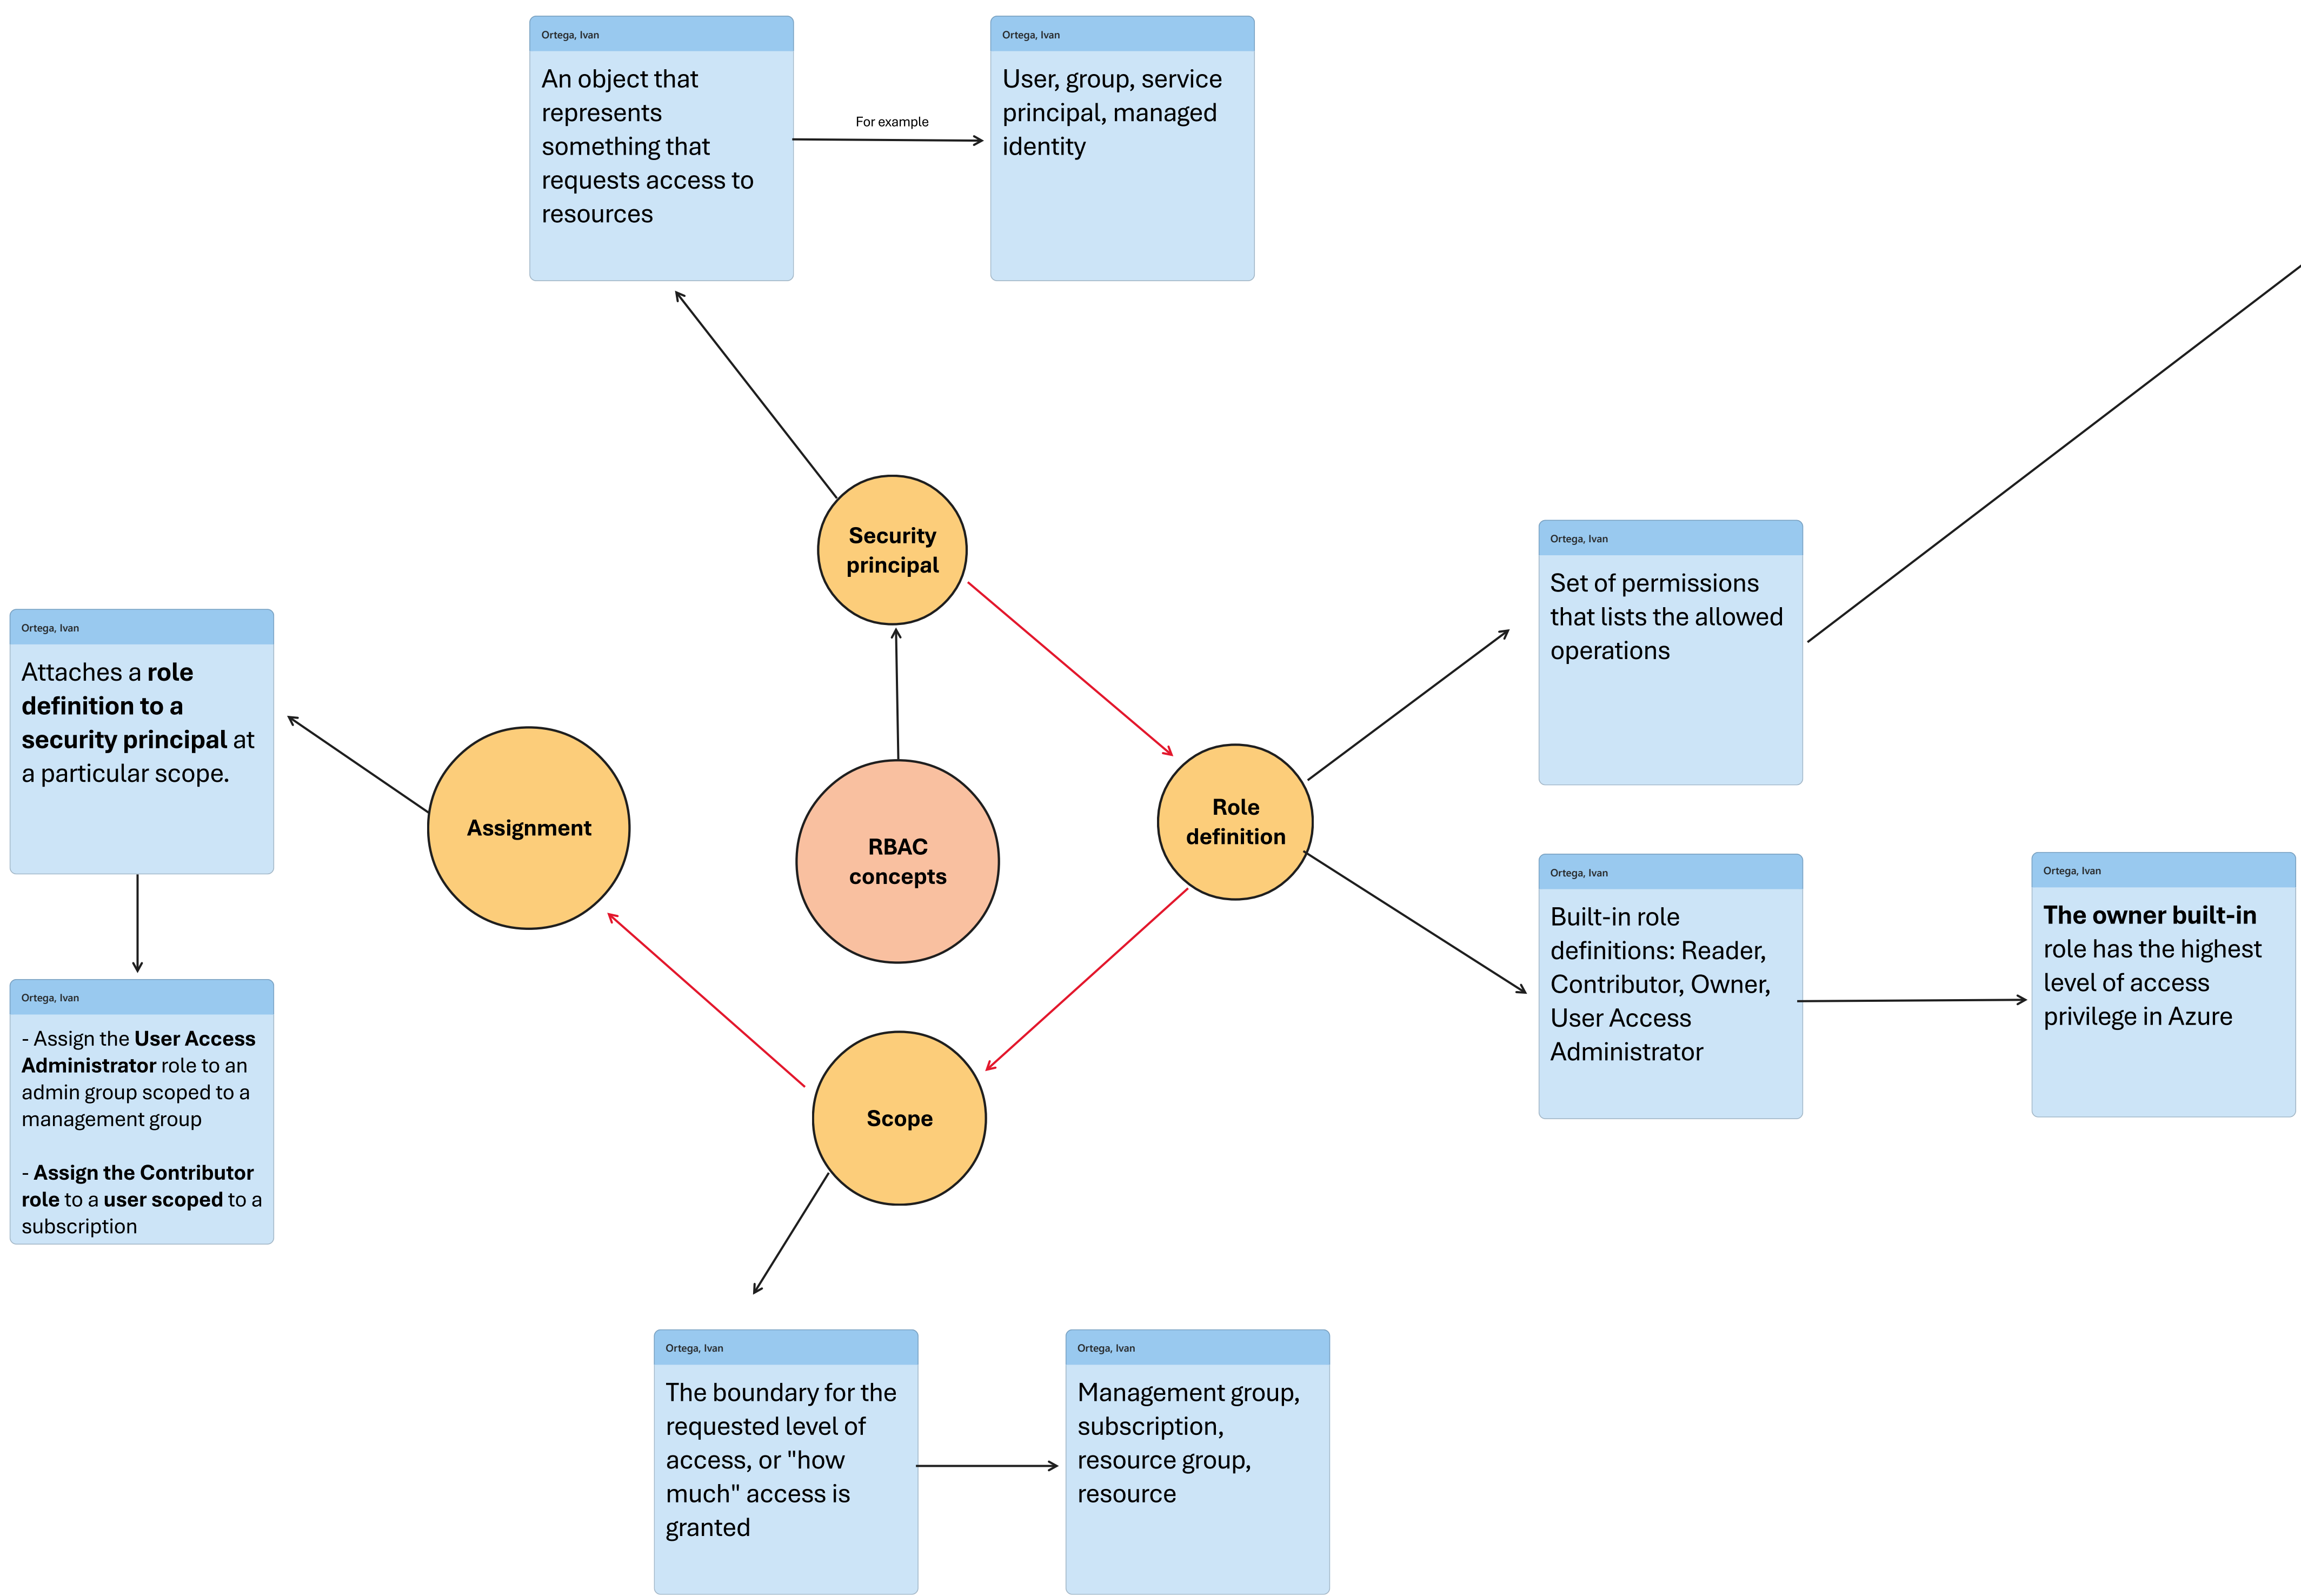 Ortega, Ivan
An object that
represents
something that
requests access to
resources
For example
Ortega, Ivan
User, group, service
principal, managed
identity
Security
principal
Ortega, Ivan
Set of permissions
that lists the allowed
operations
Ortega, Ivan
Attaches a role
definition to a
security principal at
a particular scope.
Assignment
RBAC
concepts
Role
definition
Ortega, Ivan
Built-in role
definitions: Reader,
Contributor, Owner,
User Access
Administrator
Ortega, Ivan
The owner built-in
role has the highest
level of access
privilege in Azure
Ortega, Ivan
- Assign the User Access
Administrator role to an
admin group scoped to a
management group
- Assign the Contributor
role to a user scoped to a
subscription
Scope
Ortega, Ivan
The boundary for the
requested level of
access, or "how
much" access is
granted
Ortega, Ivan
Management group,
subscription,
resource group,
resource